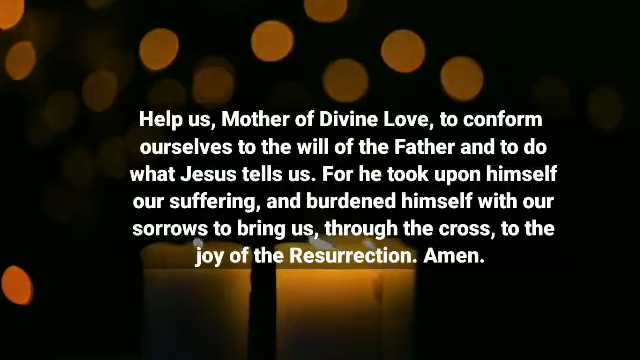 Help us, Mother of Divine Love, to conform
ourselves to the will of the Father and to do
what Jesus tells us. For he took upon himself
our suffering, and burdened himself with our
sorrows to bring us, through the cross, to the
joy of the Resurrection. Amen.